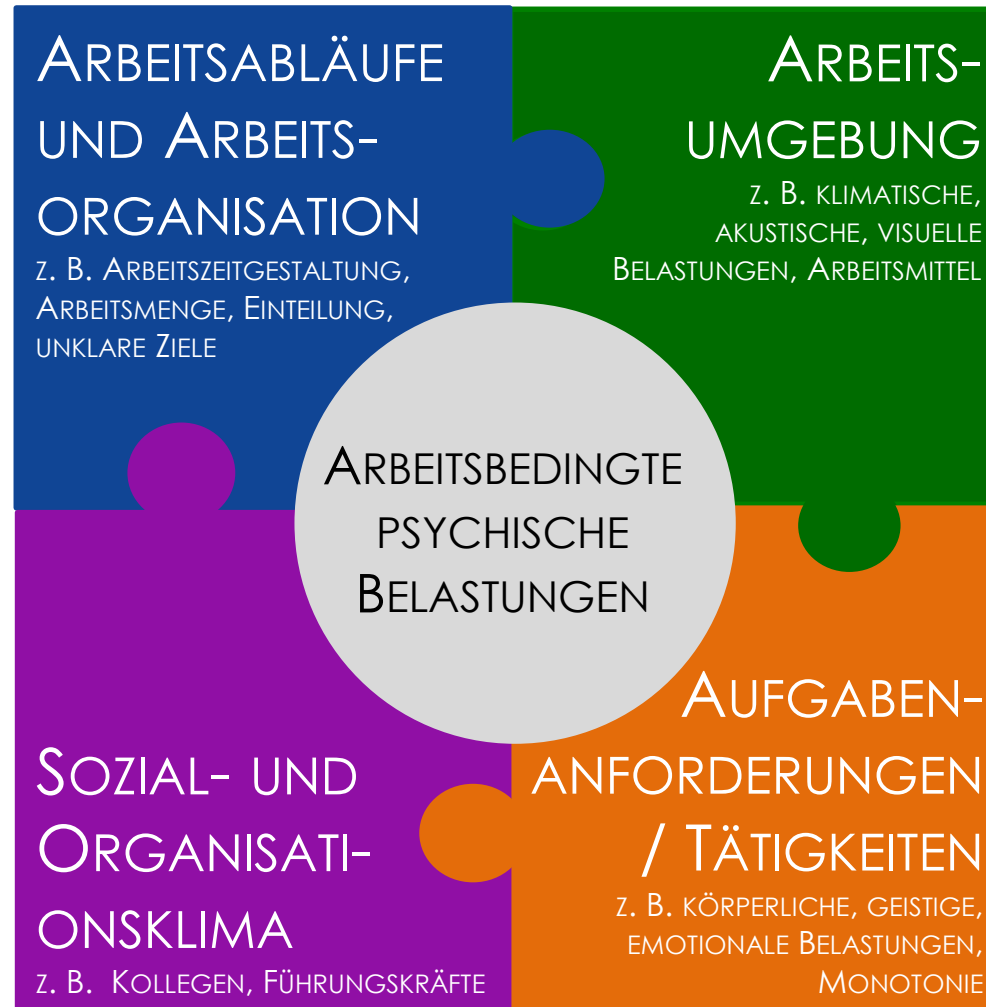 Arbeitsabläufe
und Arbeits-
organisation
z. B. Arbeitszeitgestaltung,
Arbeitsmenge, Einteilung,
unklare Ziele
Arbeits-
umgebung
z. B. klimatische,
akustische, visuelle
Belastungen, Arbeitsmittel
Arbeitsbedingte
psychische
Belastungen
Sozial- und
Organisati-
onsklima
z. B. Kollegen, Führungskräfte
Aufgaben-
anforderungen
/ Tätigkeiten
z. B. körperliche, geistige,
emotionale Belastungen,
Monotonie